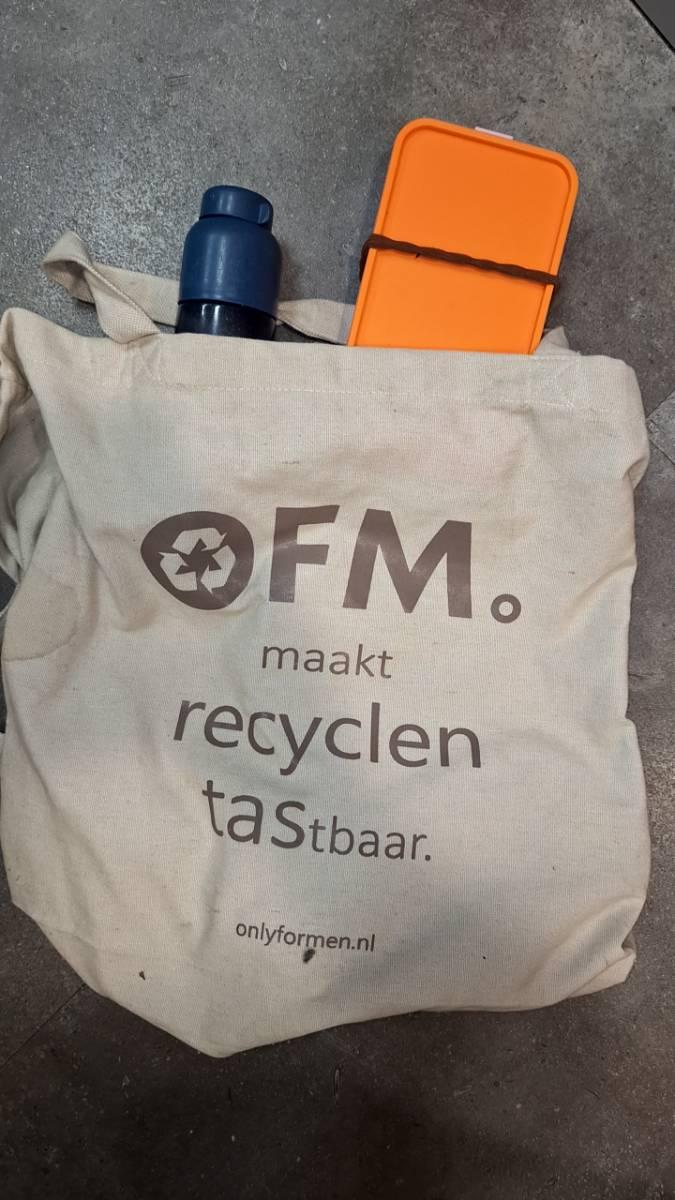 OFM.
maakt
recyclen
taStbaar.
onlyformen.nl